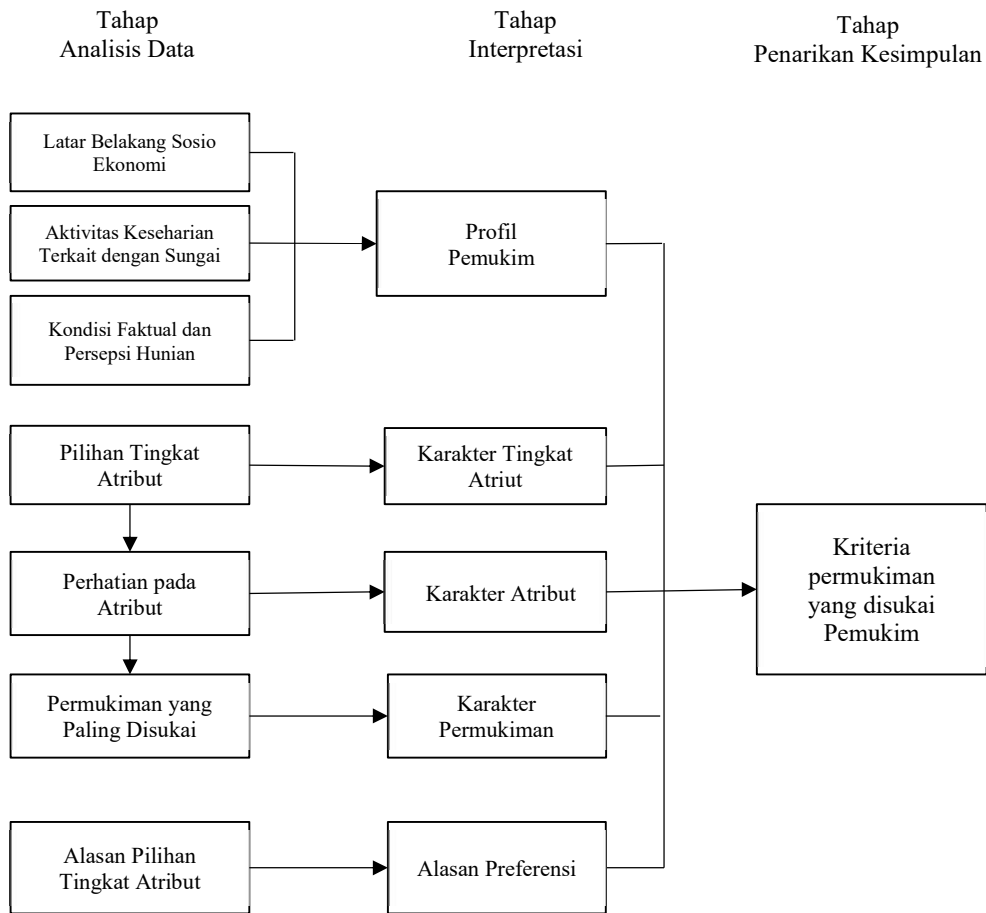 Tahap
Analisis Data
Tahap
Interpretasi
Tahap
Penarikan Kesimpulan
Latar Belakang Sosio
Ekonomi
Aktivitas Keseharian
Terkait dengan Sungai
Kondisi Faktual dan
Persepsi Hunian
Profil
Pemukim
Pilihan Tingkat
Atribut
Karakter Tingkat
Atriut
Perhatian pada
Atribut
Karakter Atribut
Permukiman yang
Paling Disukai
Karakter
Permukiman
Alasan Pilihan
Tingkat Atribut
Alasan Preferensi
Kriteria
permukiman
yang disukai
Pemukim